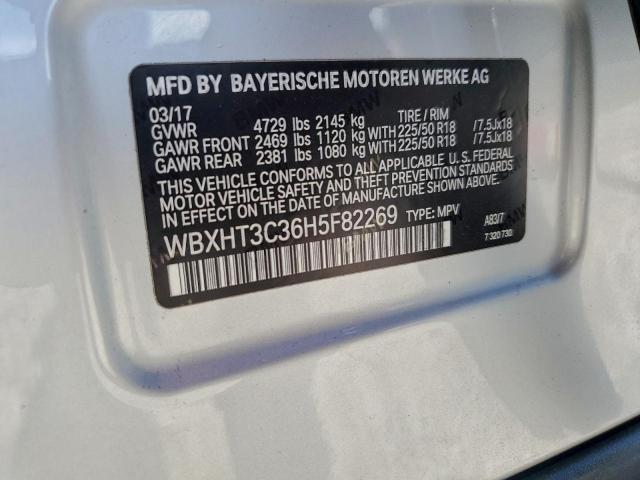 MFD BY BAYERISCHE MOTOREN WERKE AG
03/17 TIRE / RIM
GVWR 4729 lbs 2145 kg
GAWR FRONT 2469 lbs 1120 kg WITH 225/50 R18 /7.5Jx18
GAWR REAR 2381 lbs 1080 kg WITH 225/50 R18 /7.5Jx18
THIS VEHICLE CONFORMS TO ALL APPLICABLE U.S. FEDERAL
MOTOR VEHICLE SAFETY AND THEFT PREVENTION STANDARDS
IN EFFECT ON THE DATE OF MANUFACTURE SHOWN ABOVE.
WBXHT3C36H5F82269 TYPE: MPV A83/7
7 320 730